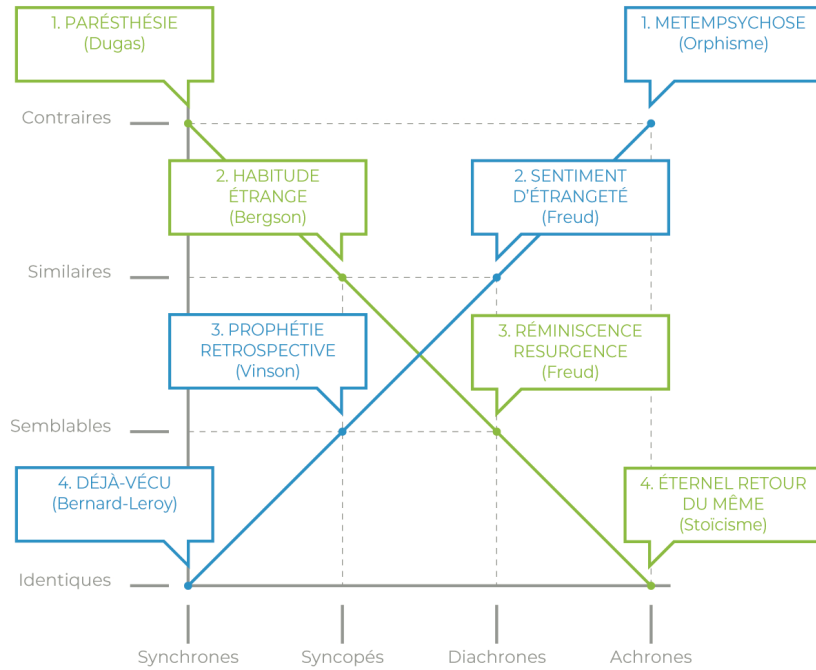 1. PARÉSTHÉSIE
(Dugas)
1. METEMPSYCHOSE
(Orphisme)
Contraires
2. HABITUDE
ÉTRANGE
(Bergson)
2. SENTIMENT
D'ÉTRANGETÉ
(Freud)
Similaires
3. PROPHÉTIE
RETROSPECTIVE
(Vinson)
3. RÉMINISCENCE
RESURGENCE
(Freud)
Semblables
4. DÉJÀ-VÉCU
(Bernard-Leroy)
4. ÉTERNEL RETOUR
DU MÊME
(Stoïcisme)
Identiques
Synchrones
Syncopés
Diachrones
Achrones